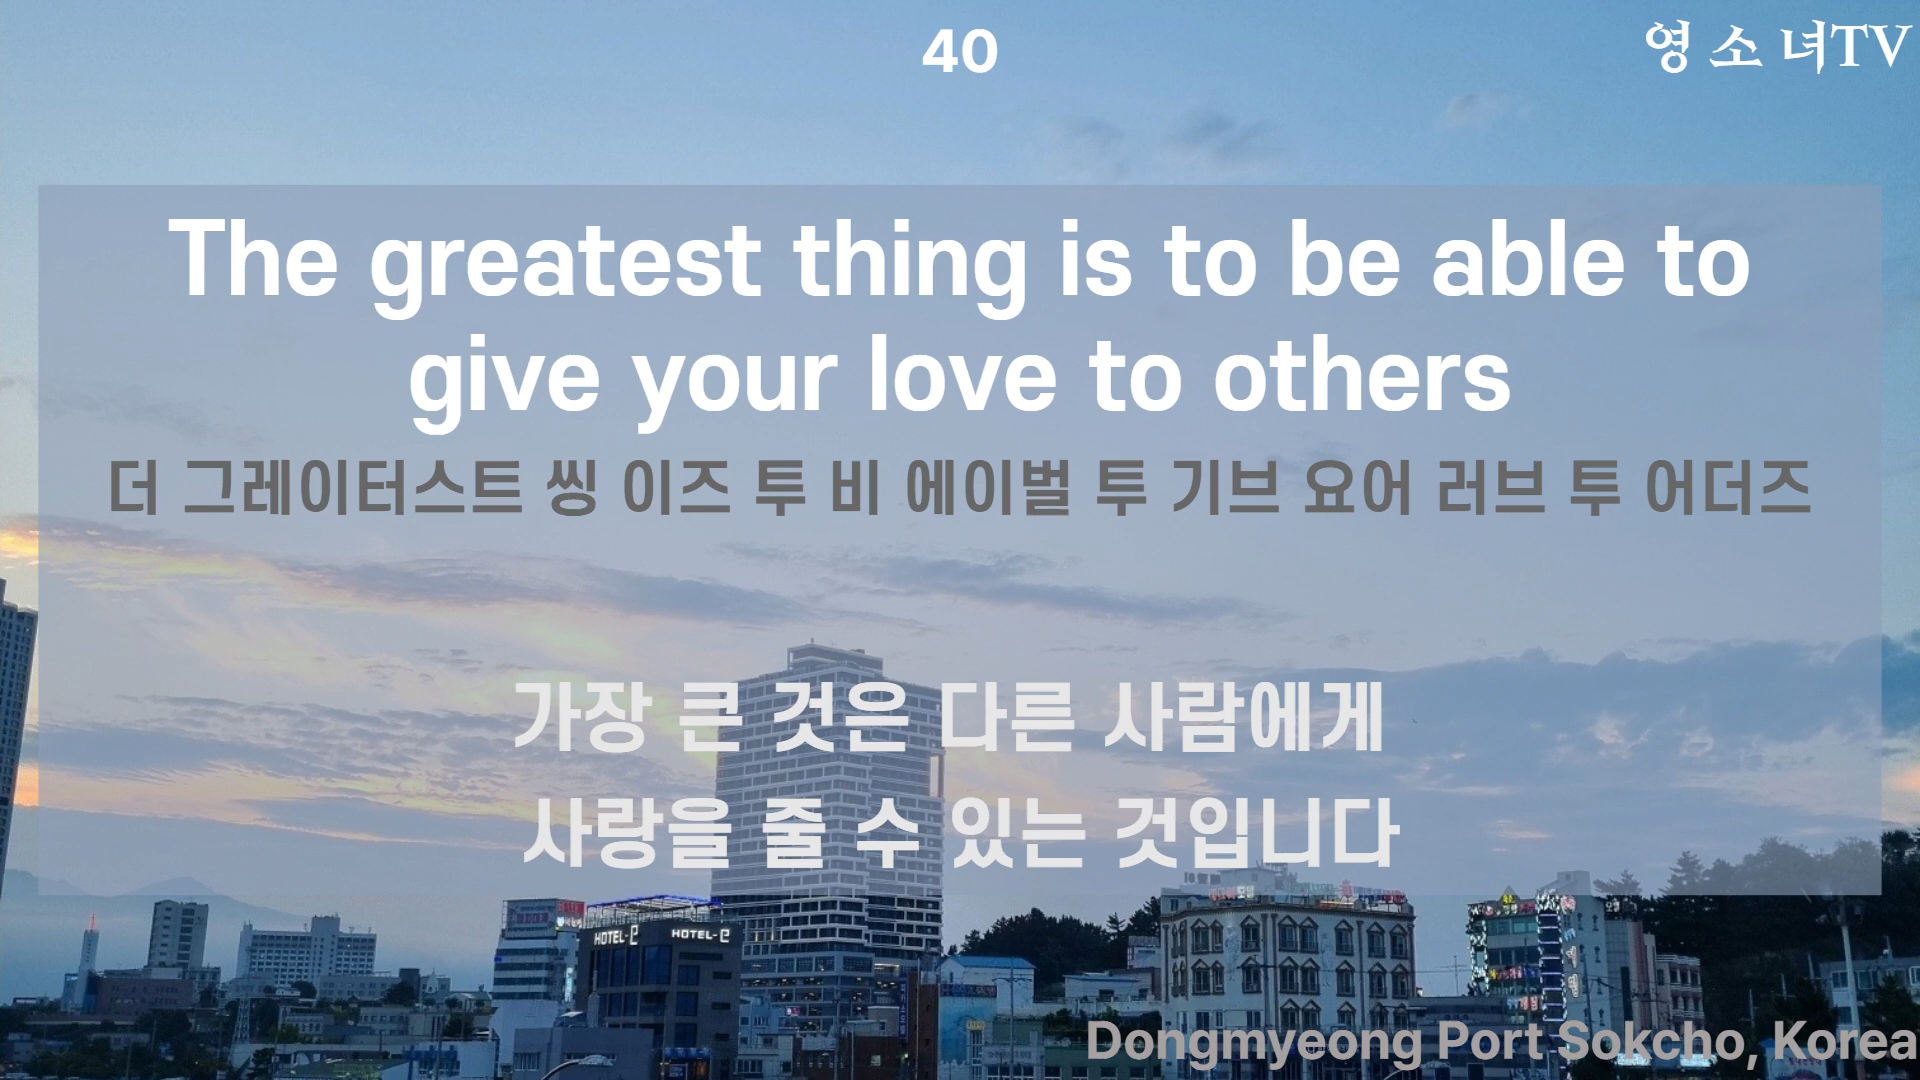 40
영 소 녀TV
The greatest thing is to be able to
give your love to others
더 그레이터스트 씽 이즈 투 비 에이벌 투 기브 요어 러브 투 어더즈
가장 큰 것은 다른 사람에게
사랑을 줄 수 있는 것입니다
HOTEL-e HOTEL-e
Dongmyeong Port Sokcho, Korea